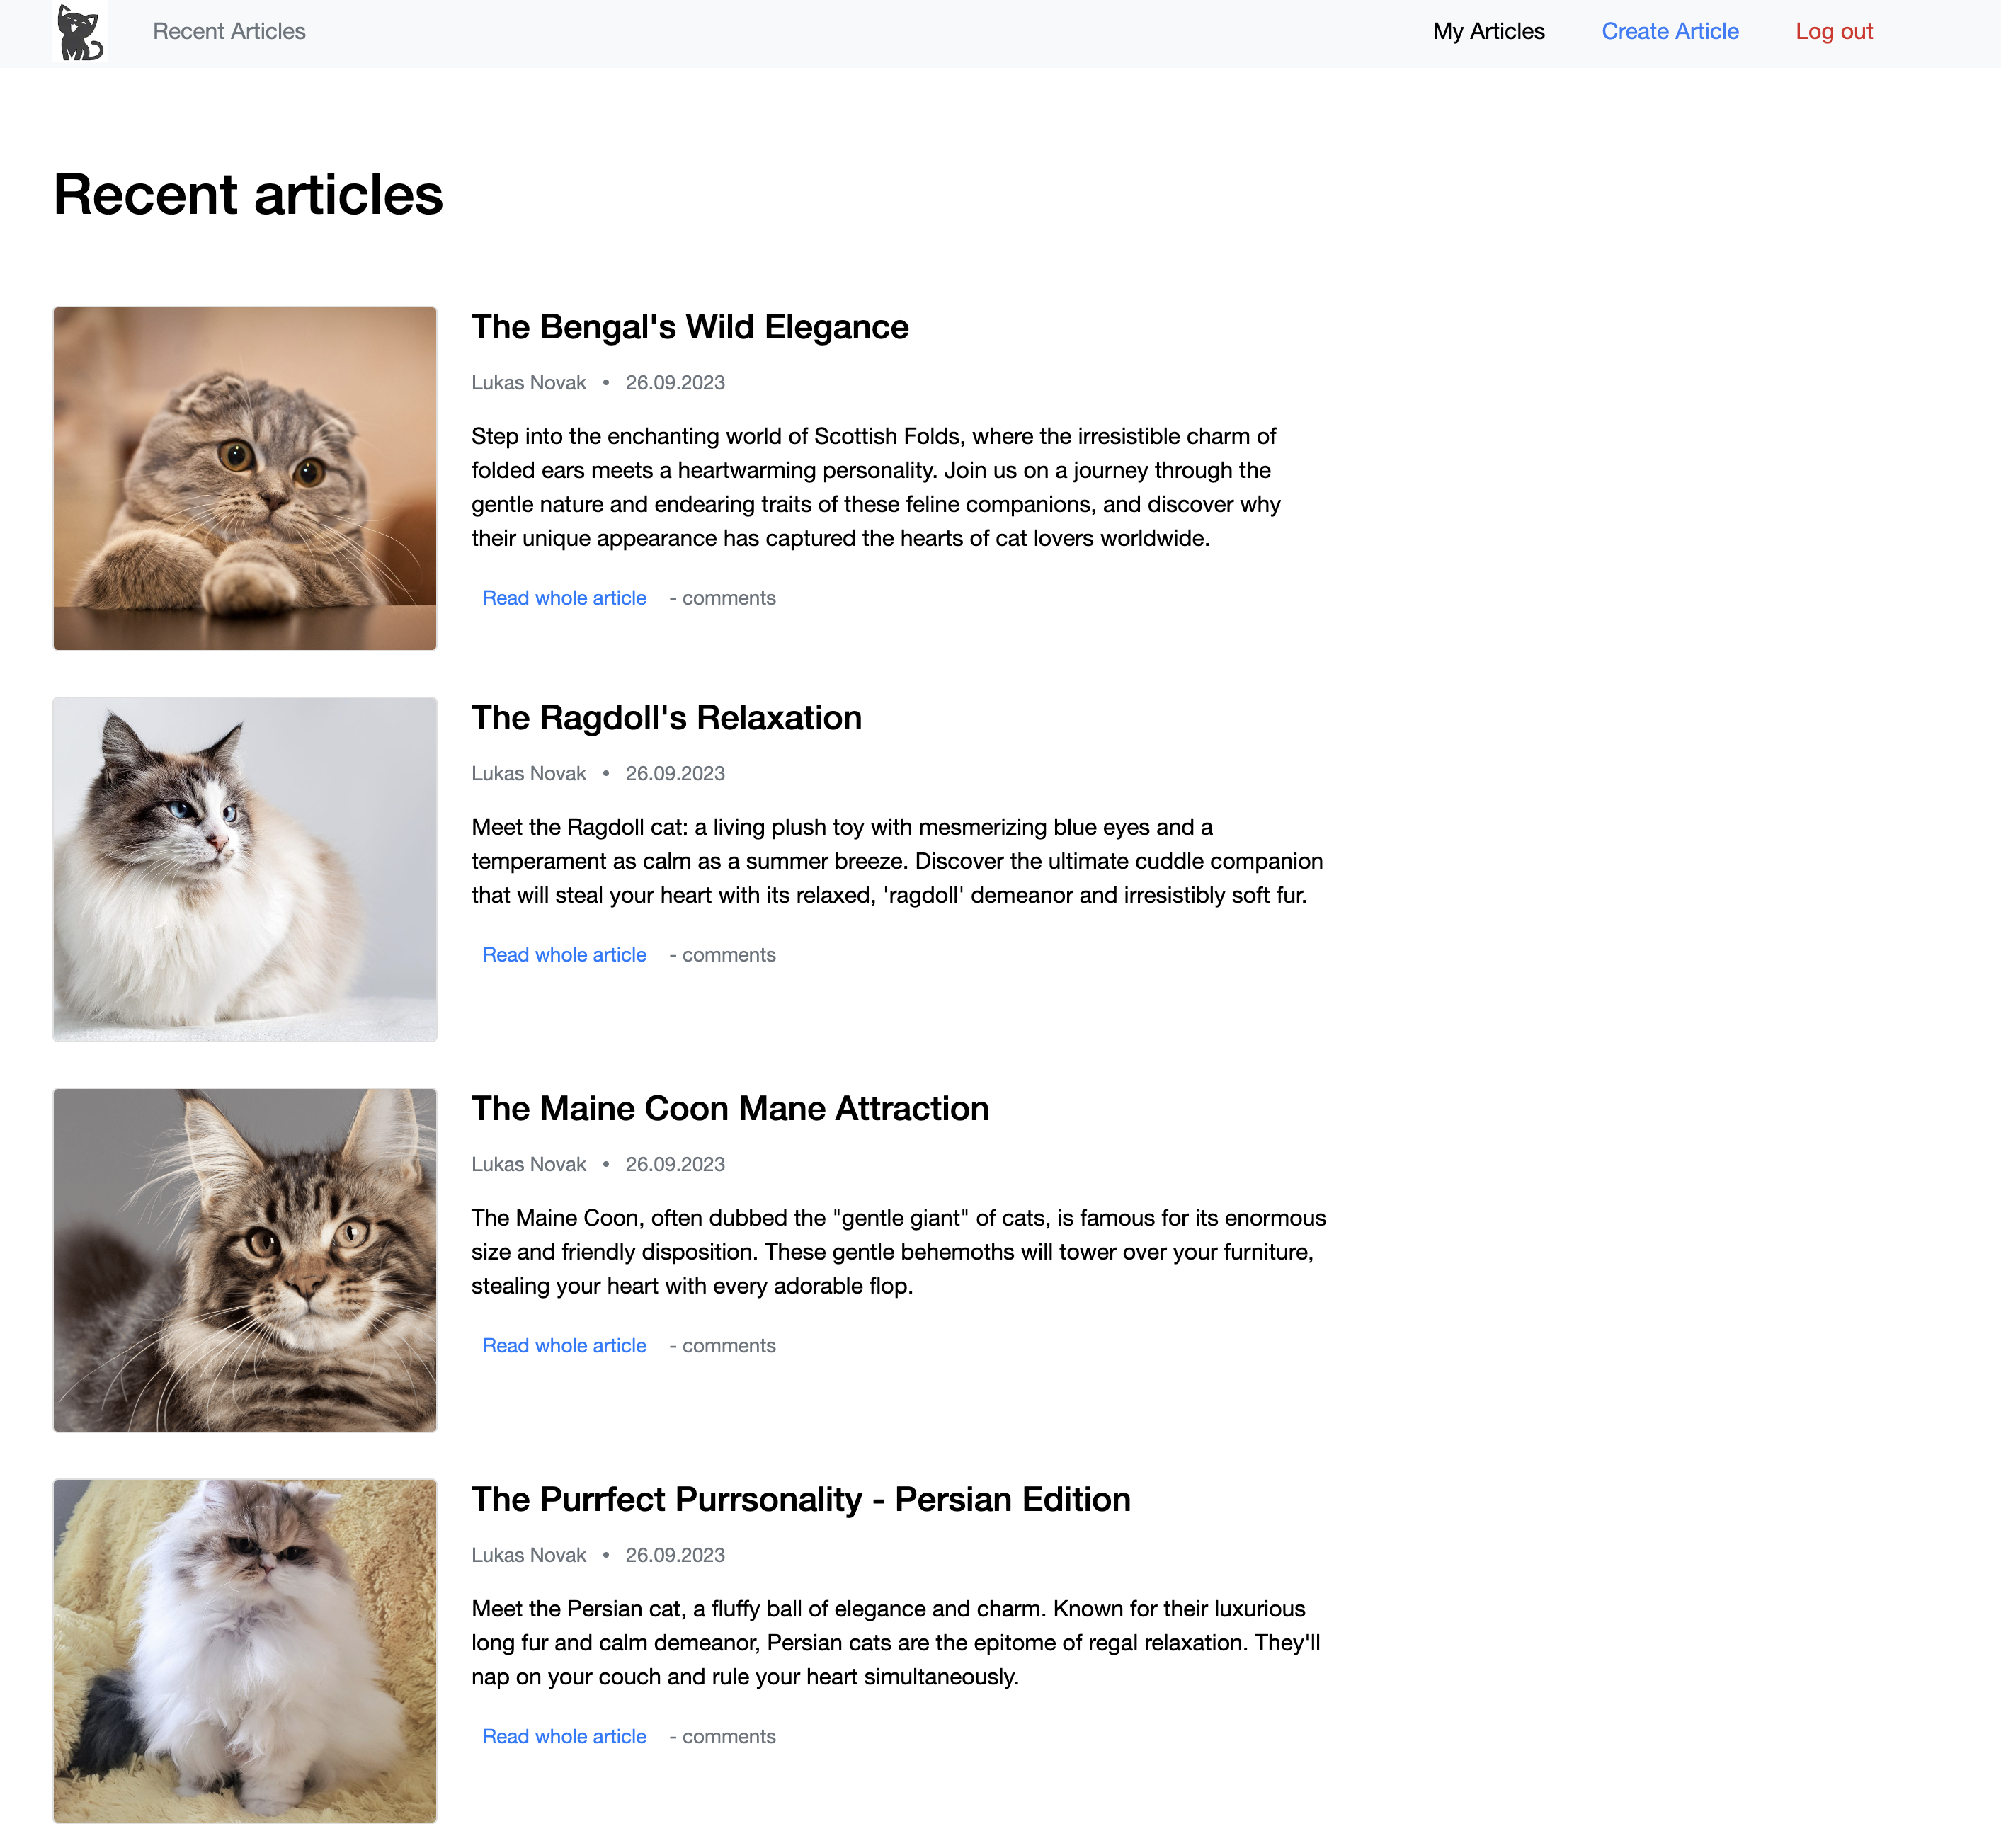 Recent Articles
My Articles
Create Article
Log out
Recent articles
The Bengal's Wild Elegance
Lukas Novak • 26.09.2023
Step into the enchanting world of Scottish Folds, where the irresistible charm of
folded ears meets a heartwarming personality. Join us on a journey through the
gentle nature and endearing traits of these feline companions, and discover why
their unique appearance has captured the hearts of cat lovers worldwide.
Read whole article - comments
The Ragdoll's Relaxation
Lukas Novak • 26.09.2023
Meet the Ragdoll cat: a living plush toy with mesmerizing blue eyes and a
temperament as calm as a summer breeze. Discover the ultimate cuddle companion
that will steal your heart with its relaxed, 'ragdoll' demeanor and irresistibly soft fur.
Read whole article - comments
The Maine Coon Mane Attraction
Lukas Novak • 26.09.2023
The Maine Coon, often dubbed the "gentle giant" of cats, is famous for its enormous
size and friendly disposition. These gentle behemoths will tower over your furniture,
stealing your heart with every adorable flop.
Read whole article - comments
The Purrfect Purrsonality - Persian Edition
Lukas Novak • 26.09.2023
Meet the Persian cat, a fluffy ball of elegance and charm. Known for their luxurious
long fur and calm demeanor, Persian cats are the epitome of regal relaxation. They'll
nap on your couch and rule your heart simultaneously.
Read whole article - comments